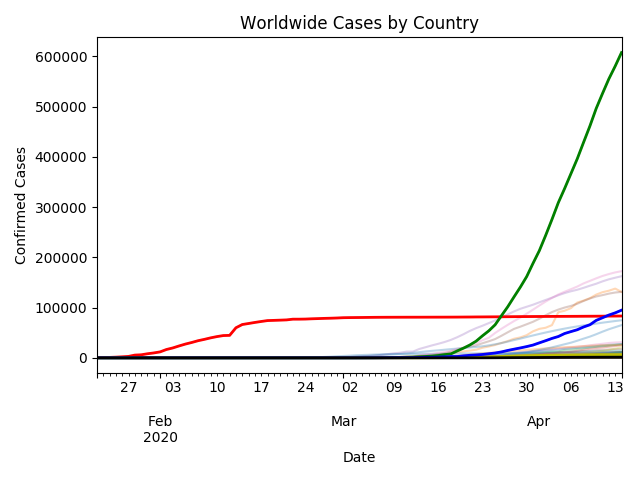 Worldwide Cases by Country
600000
500000
400000
300000
200000
100000
0
Confirmed Cases
27 03 10 17 24 02 09 16 23 30 06 13
Feb Mar Apr
2020
Date